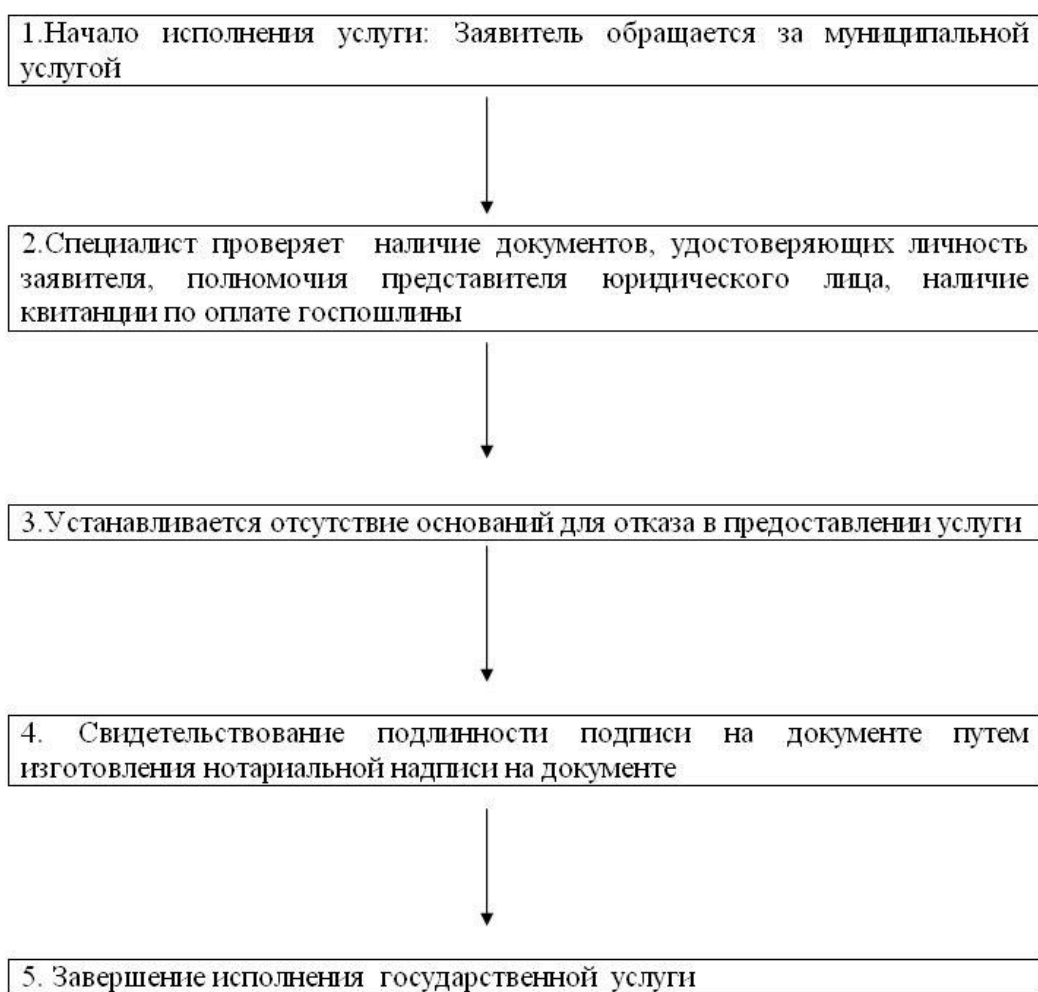 1.Начало исполнения услуги: Заявитель обращается за муниципальной
услугой
2.Специалист проверяет наличие документов, удостоверяющих личность
заявителя, полномочия представителя юридического лица, наличие
квитанции по оплате госпошлины
3.Устанавливается отсутствие оснований для отказа в предоставлении услуги
4. Свидетельствование подлинности подписи на документе путем
изготовления нотариальной надписи на документе
5. Завершение исполнения государственной услуги